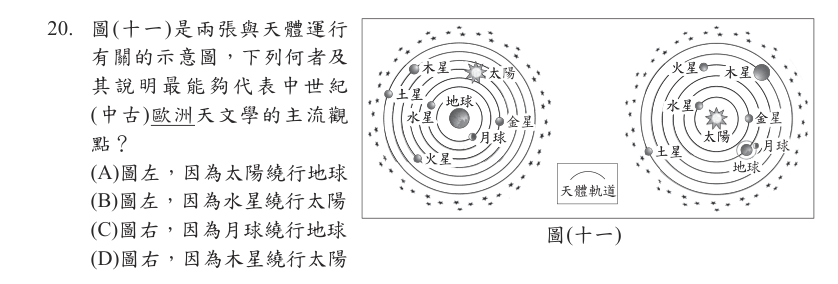 20. 圖(十一)是兩張與天體運行
有關的示意圖，下列何者及
其說明最能夠代表中世紀
(中古)歐洲天文學的主流觀
點？
(A)圖左，因為太陽繞行地球
(B)圖左，因為水星繞行太陽
(C)圖右，因為月球繞行地球
(D)圖右，因為木星繞行太陽
木星
太陽
土星
地球
水星
金星
月球
火星
天體軌道
火星
木星
水星
金星
太陽
月球
土星
地球
圖(十一)